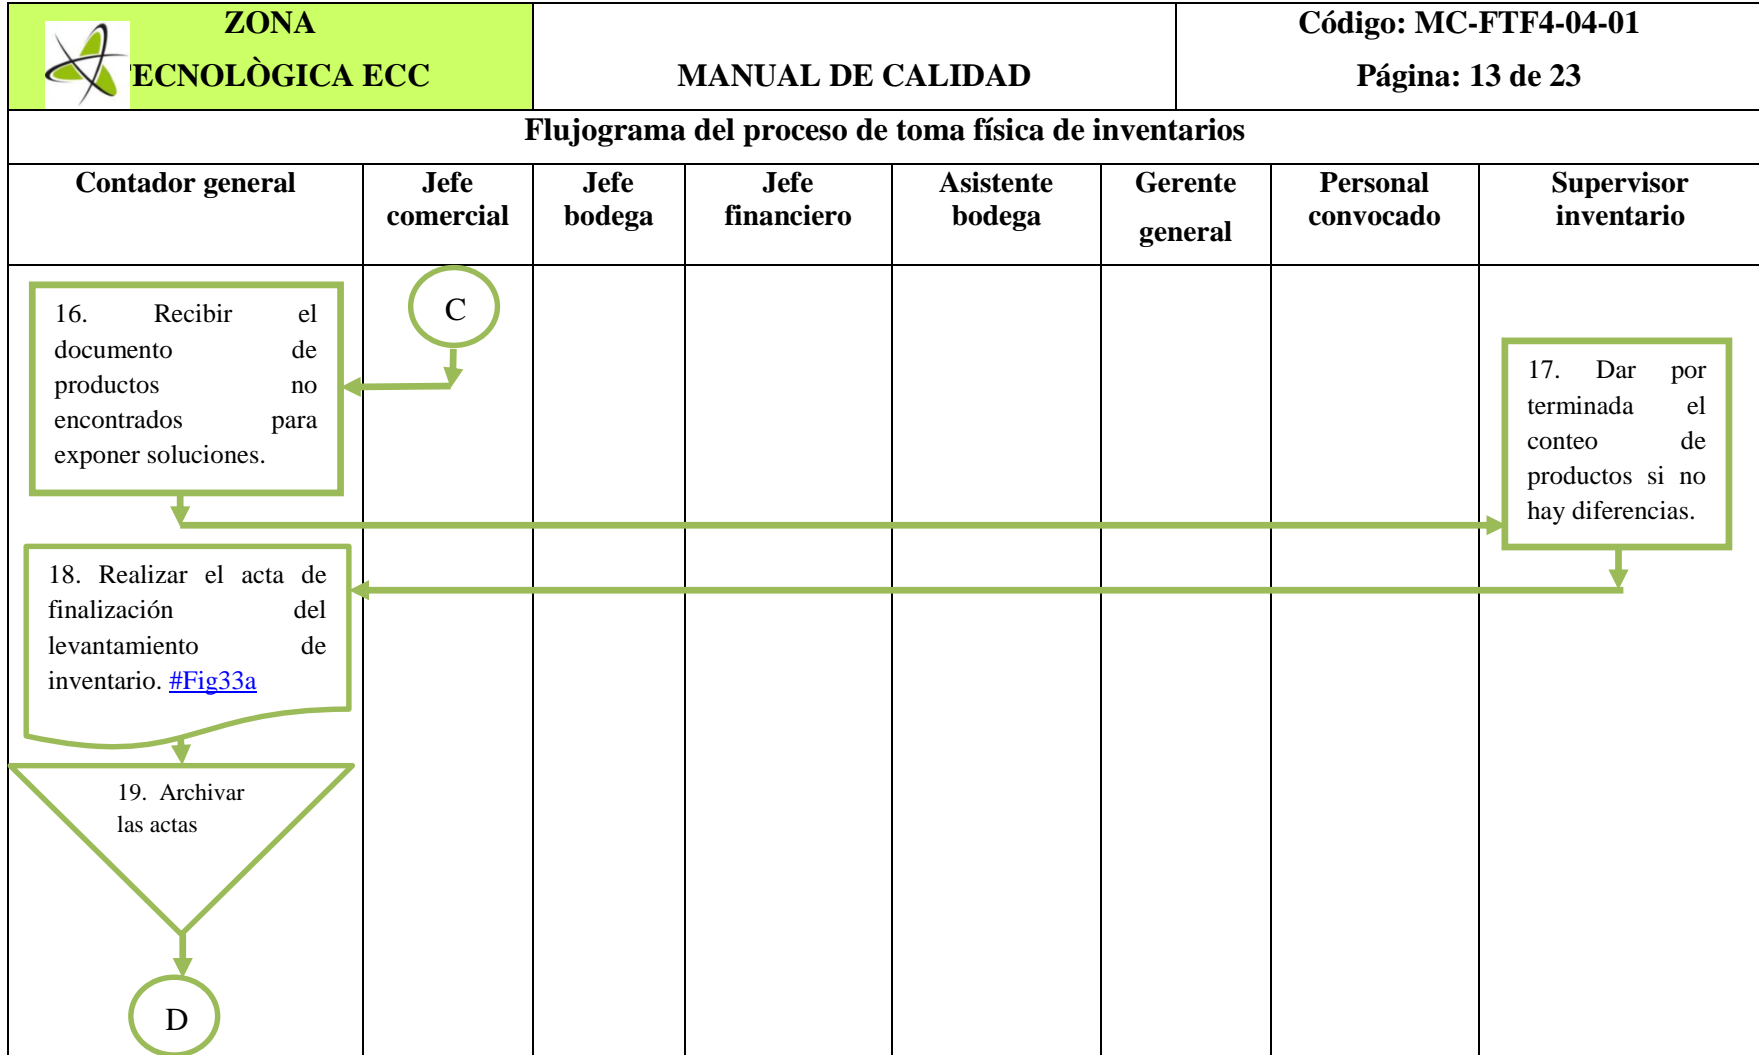 ZONA
TECNOLÒGICA ECC
MANUAL DE CALIDAD
Código: MC-FTF4-04-01
Página: 13 de 23
Flujograma del proceso de toma física de inventarios
Contador general
Jefe
comercial
Jefe
bodega
Jefe
financiero
Asistente
bodega
Gerente
general
Personal
convocado
Supervisor
inventario
C
16. Recibir el
documento de
productos no
encontrados para
exponer soluciones.
17. Dar por
terminada el
conteo de
productos si no
hay diferencias.
18. Realizar el acta de
finalización del
levantamiento de
inventario. #Fig33a
19. Archivar
las actas
D